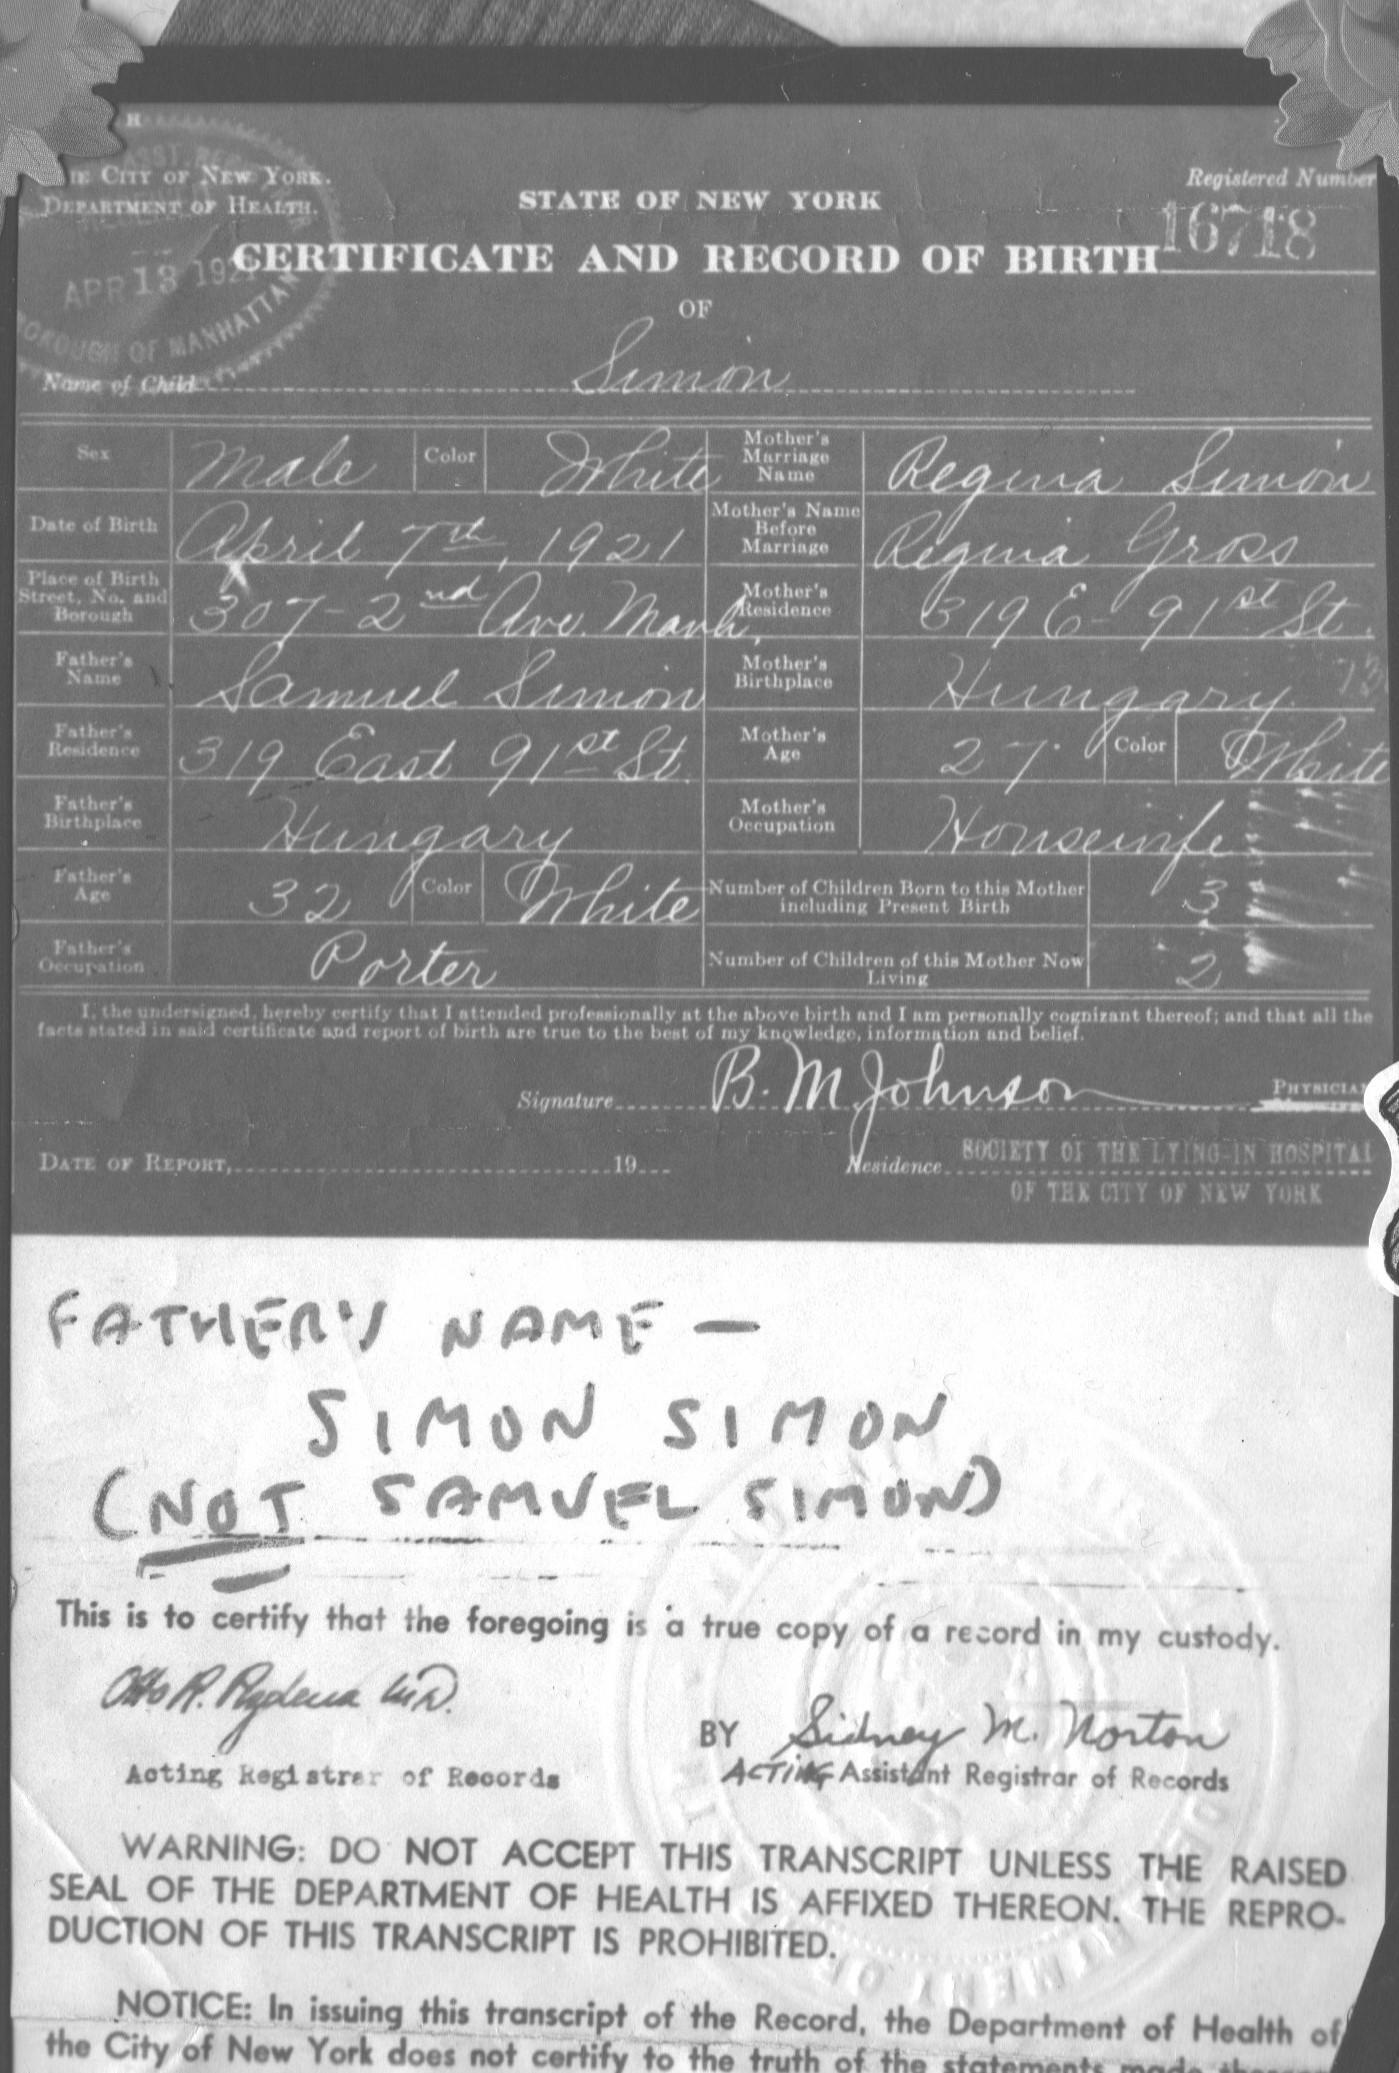 H
THE CITY OF NEW YORK.
DEPARTMENT OF HEALTH.
ASST. REG
APR 13 192
BOROUGH OF MANHATTAN
STATE OF NEW YORK
Registered Number
16718
CERTIFICATE AND RECORD OF BIRTH
OF
Name of Child Simon
Sex Male Color White Mother's Marriage Name Regina Simon
Date of Birth April 7th, 1921 Mother's Name Before Marriage Regina Gross
Place of Birth Street, No. and Borough 307-2nd Ave. Manh, Mother's Residence 319 E- 91st St.
Father's Name Samuel Simon Mother's Birthplace Hungary.
Father's Residence 319 East 91st St. Mother's Age 27 Color White
Father's Birthplace Hungary Mother's Occupation Housewife
Father's Age 32 Color White Number of Children Born to this Mother including Present Birth 3
Father's Occupation Porter Number of Children of this Mother Now Living 2
I, the undersigned, hereby certify that I attended professionally at the above birth and I am personally cognizant thereof; and that all the
facts stated in said certificate and report of birth are true to the best of my knowledge, information and belief.
Signature B. M. Johnson PHYSICIAN
DATE OF REPORT, 19 Residence SOCIETY OF THE LYING-IN HOSPITAL
OF THE CITY OF NEW YORK
FATHER'S NAME —
SIMON SIMON
(NOT SAMUEL SIMON)
This is to certify that the foregoing is a true copy of a record in my custody.
Otto R. M.D.
BY Sidney M. Norton
Acting Registrar of Records
ACTING Assistant Registrar of Records
WARNING: DO NOT ACCEPT THIS TRANSCRIPT UNLESS THE RAISED
SEAL OF THE DEPARTMENT OF HEALTH IS AFFIXED THEREON. THE REPRO-
DUCTION OF THIS TRANSCRIPT IS PROHIBITED.
NOTICE: In issuing this transcript of the Record, the Department of Health of
the City of New York does not certify to the truth of the statements made